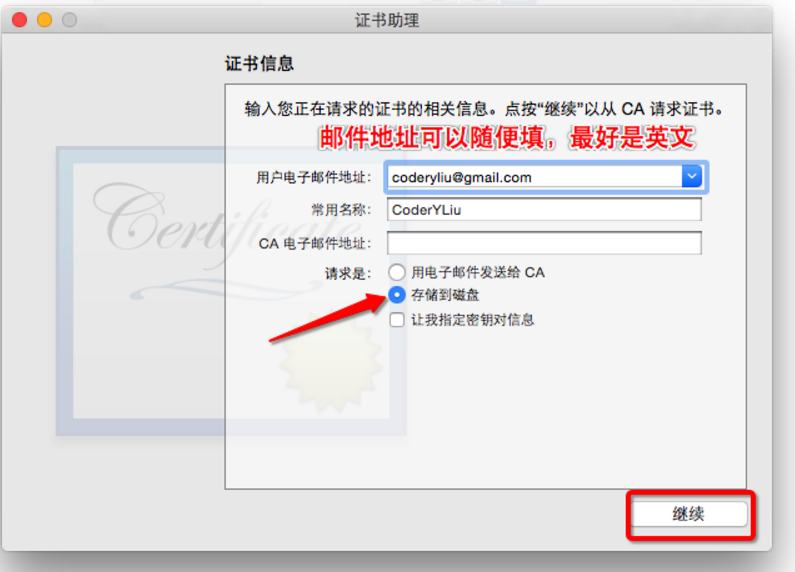 证书助理
证书信息
输入您正在请求的证书的相关信息。点按“继续”以从 CA 请求证书。
邮件地址可以随便填，最好是英文
用户电子邮件地址： coderyliu@gmail.com
常用名称： CoderYLiu
CA 电子邮件地址：
请求是： 用电子邮件发送给 CA
存储到磁盘
让我指定密钥对信息
Certificate
继续